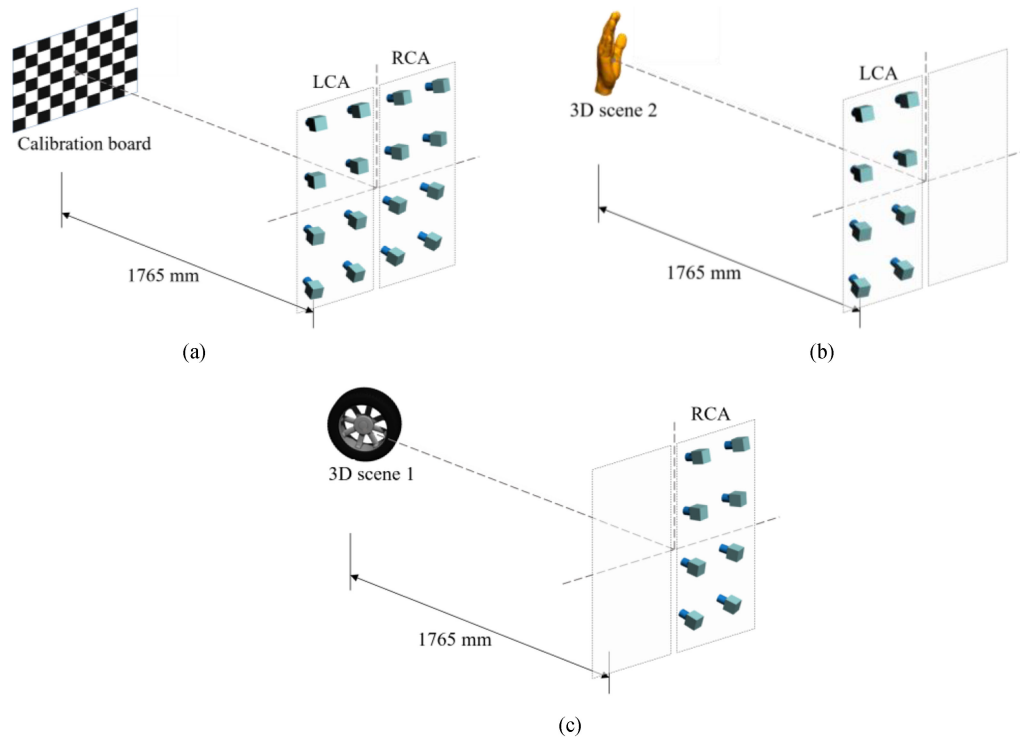 RCA
LCA
Calibration board
1765 mm
(a)
LCA
3D scene 2
1765 mm
(b)
RCA
3D scene 1
1765 mm
(c)